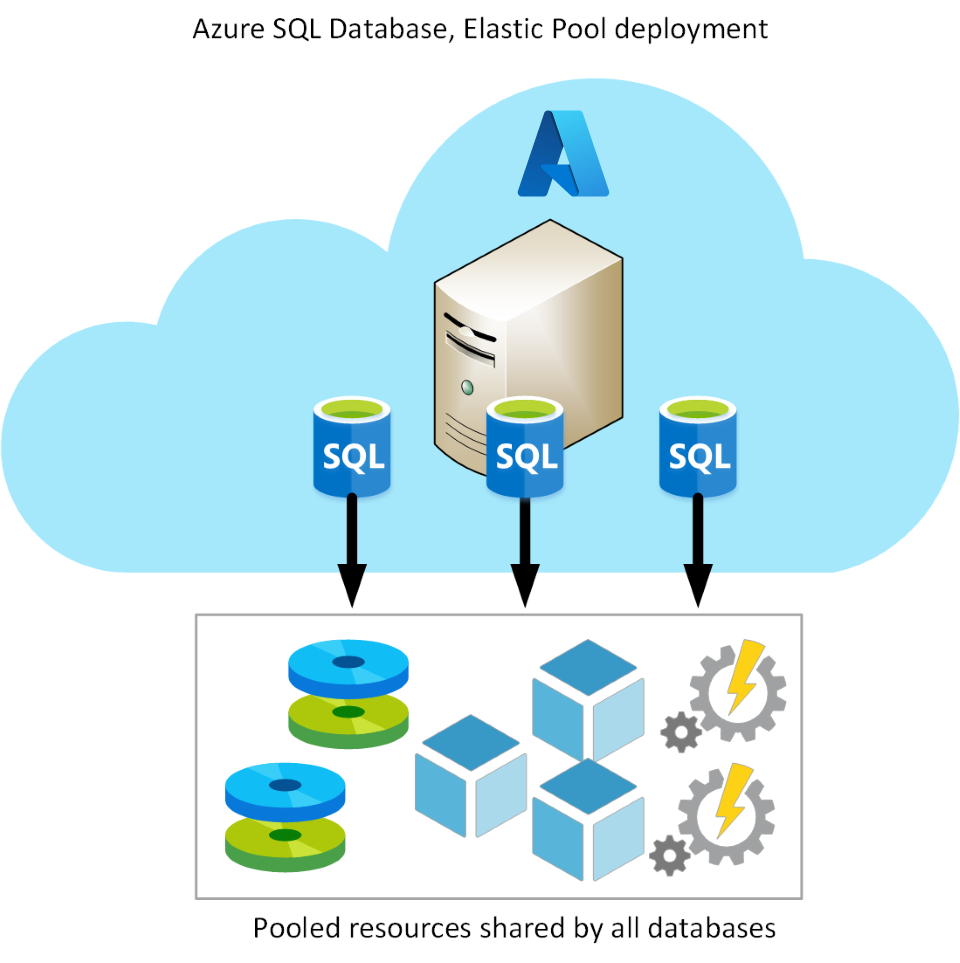 Azure SQL Database, Elastic Pool deployment
SQL
SQL
SQL
Pooled resources shared by all databases